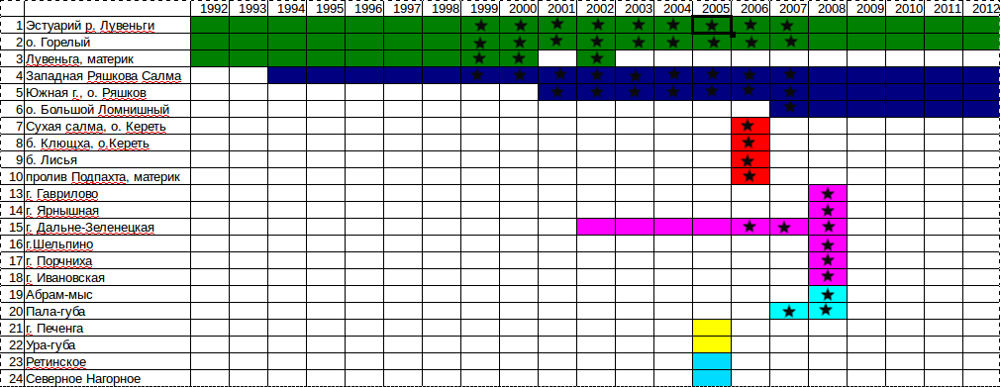 1992 1993 1994 1995 1996 1997 1998 1999 2000 2001 2002 2003 2004 2005 2006 2007 2008 2009 2010 2011 2012
1 Эстуарий р. Лувеньги
2 о. Горелый
3 Лувеньга, материк
4 Западная Ряшкова Салма
5 Южная г., о. Ряшков
6 о. Большой Ломнишный
7 Сухая салма, о. Кереть
8 б. Клющха, о.Кереть
9 б. Лисья
10 пролив Подпахта, материк
13 г. Гаврилово
14 г. Ярнышная
15 г. Дальне-Зеленецкая
16 г.Шельпино
17 г. Порчниха
18 г. Ивановская
19 Абрам-мыс
20 Пала-губа
21 г. Печенга
22 Ура-губа
23 Ретинское
24 Северное Нагорное